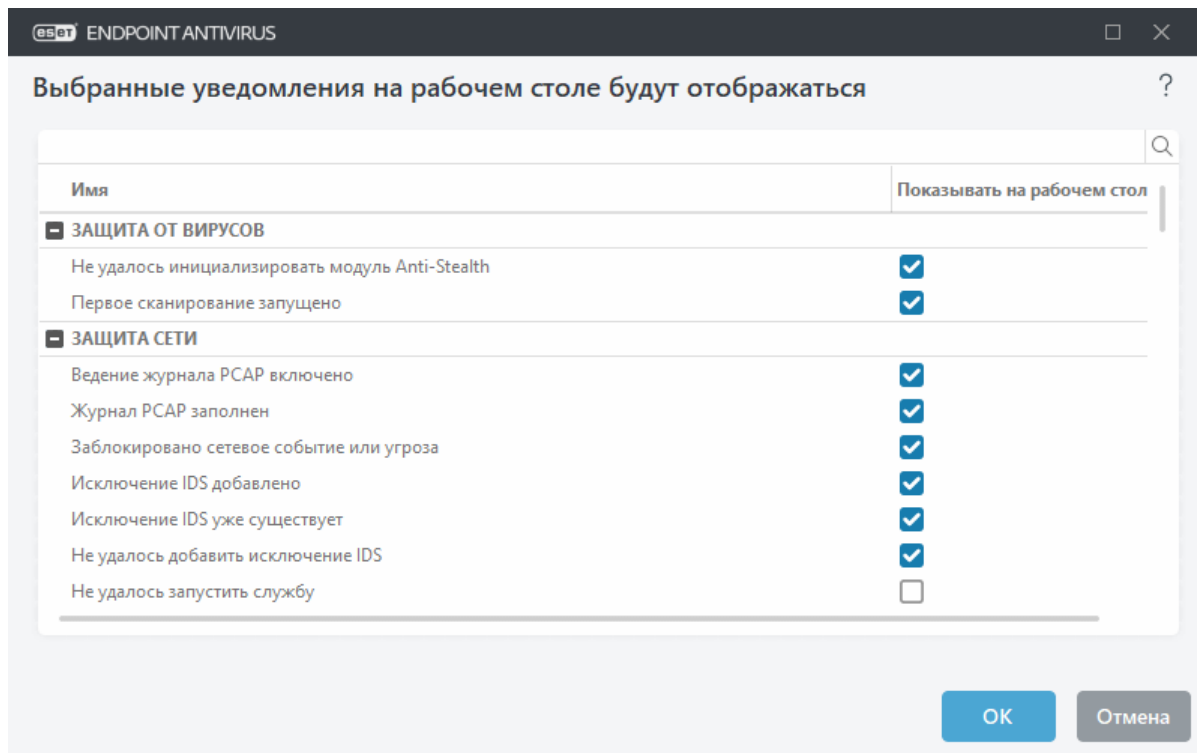 eset ENDPOINT ANTIVIRUS
Выбранные уведомления на рабочем столе будут отображаться
?
Имя
Показывать на рабочем стол
ЗАЩИТА ОТ ВИРУСОВ
Не удалось инициализировать модуль Anti-Stealth
Первое сканирование запущено
ЗАЩИТА СЕТИ
Ведение журнала PCAP включено
Журнал PCAP заполнен
Заблокировано сетевое событие или угроза
Исключение IDS добавлено
Исключение IDS уже существует
Не удалось добавить исключение IDS
Не удалось запустить службу
ОК
Отмена